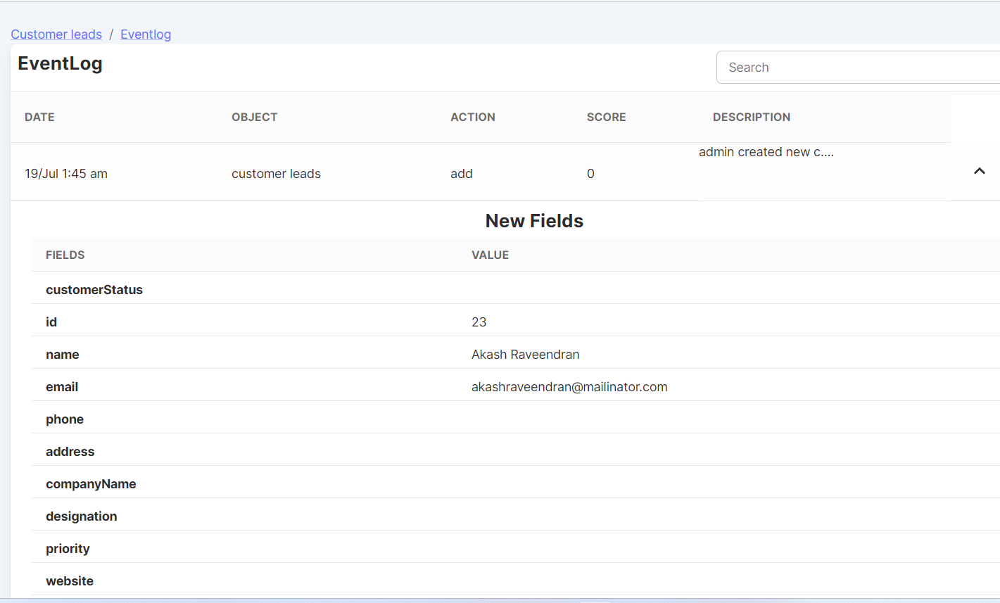 Customer leads / Eventlog
EventLog
Search
DATE OBJECT ACTION SCORE DESCRIPTION
19/Jul 1:45 am customer leads add 0 admin created new c....
New Fields
FIELDS VALUE
customerStatus
id 23
name Akash Raveendran
email akashraveendran@mailinator.com
phone
address
companyName
designation
priority
website